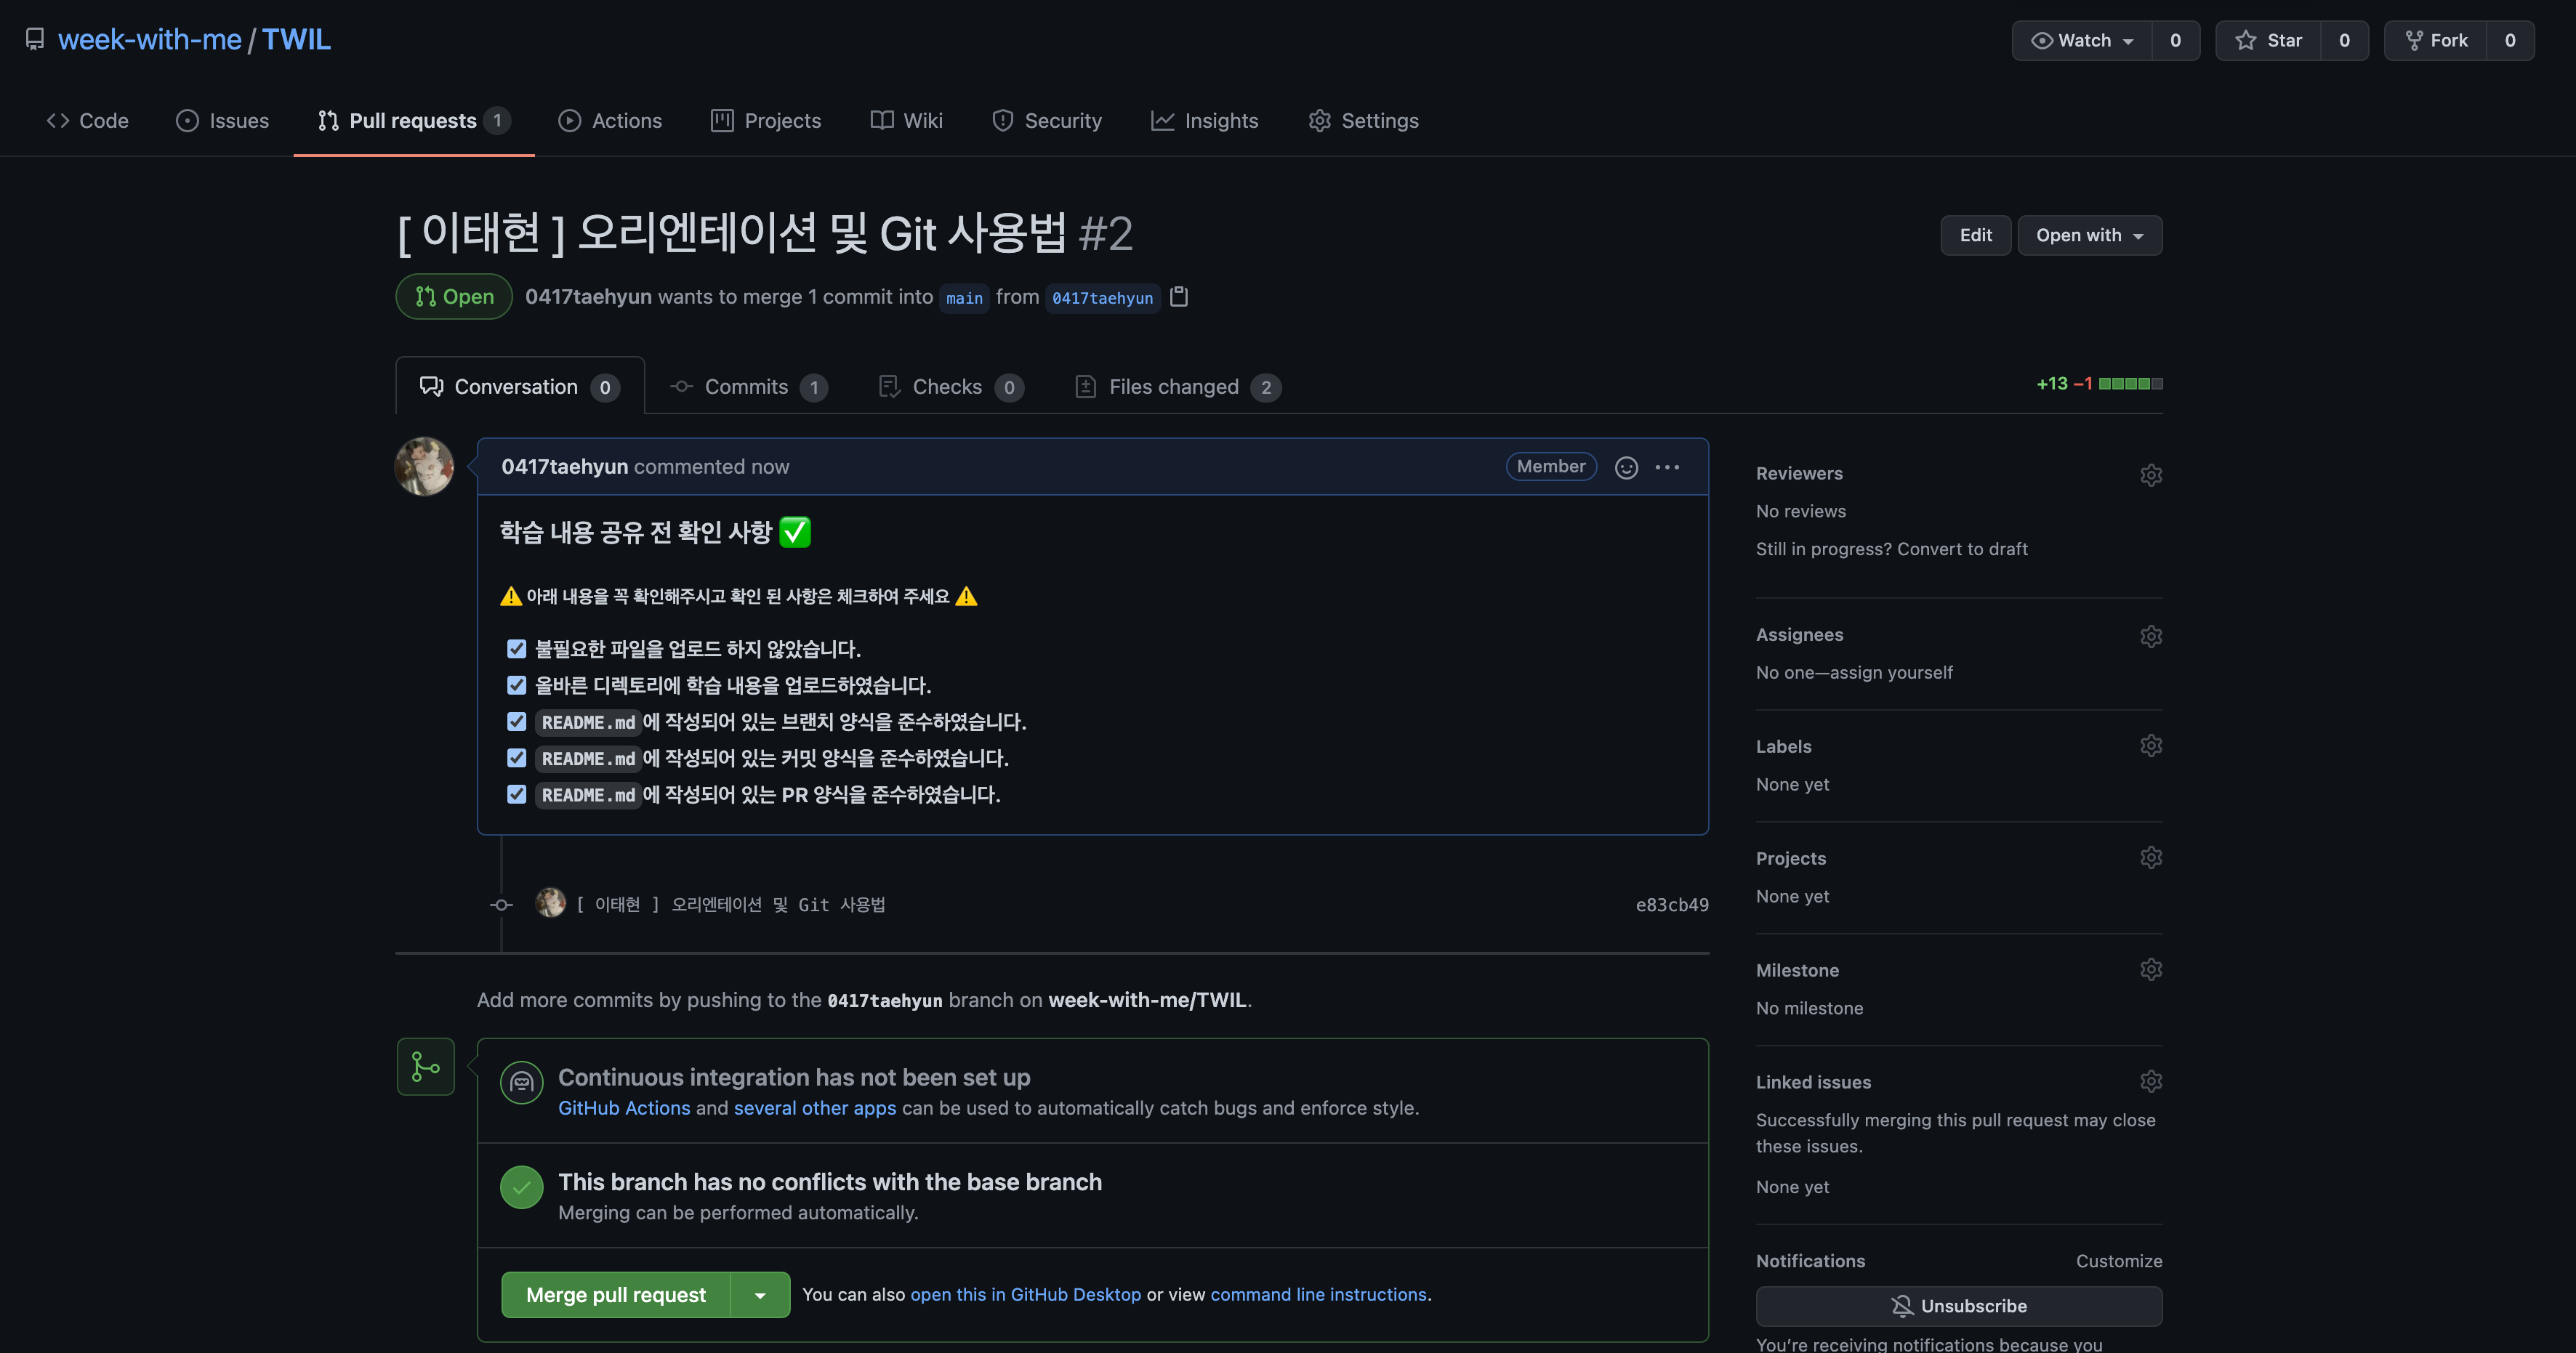 week-with-me / TWIL
Watch 0
Star 0
Fork 0
Code
Issues
Pull requests 1
Actions
Projects
Wiki
Security
Insights
Settings
[ 이태현 ] 오리엔테이션 및 Git 사용법 #2
Edit
Open with
Open
0417taehyun wants to merge 1 commit into main from 0417taehyun
Conversation 0
Commits 1
Checks 0
Files changed 2
+13 −1
0417taehyun commented now
Member
학습 내용 공유 전 확인 사항 ✅
⚠️ 아래 내용을 꼭 확인해주시고 확인 된 사항은 체크하여 주세요 ⚠️
불필요한 파일을 업로드 하지 않았습니다.
올바른 디렉토리에 학습 내용을 업로드하였습니다.
README.md에 작성되어 있는 브랜치 양식을 준수하였습니다.
README.md에 작성되어 있는 커밋 양식을 준수하였습니다.
README.md에 작성되어 있는 PR 양식을 준수하였습니다.
[ 이태현 ] 오리엔테이션 및 Git 사용법
e83cb49
Add more commits by pushing to the 0417taehyun branch on week-with-me/TWIL.
Continuous integration has not been set up
GitHub Actions and several other apps can be used to automatically catch bugs and enforce style.
This branch has no conflicts with the base branch
Merging can be performed automatically.
Merge pull request
You can also open this in GitHub Desktop or view command line instructions.
Reviewers
No reviews
Still in progress? Convert to draft
Assignees
No one—assign yourself
Labels
None yet
Projects
None yet
Milestone
No milestone
Linked issues
Successfully merging this pull request may close
these issues.
None yet
Notifications
Customize
Unsubscribe
You're receiving notifications because you